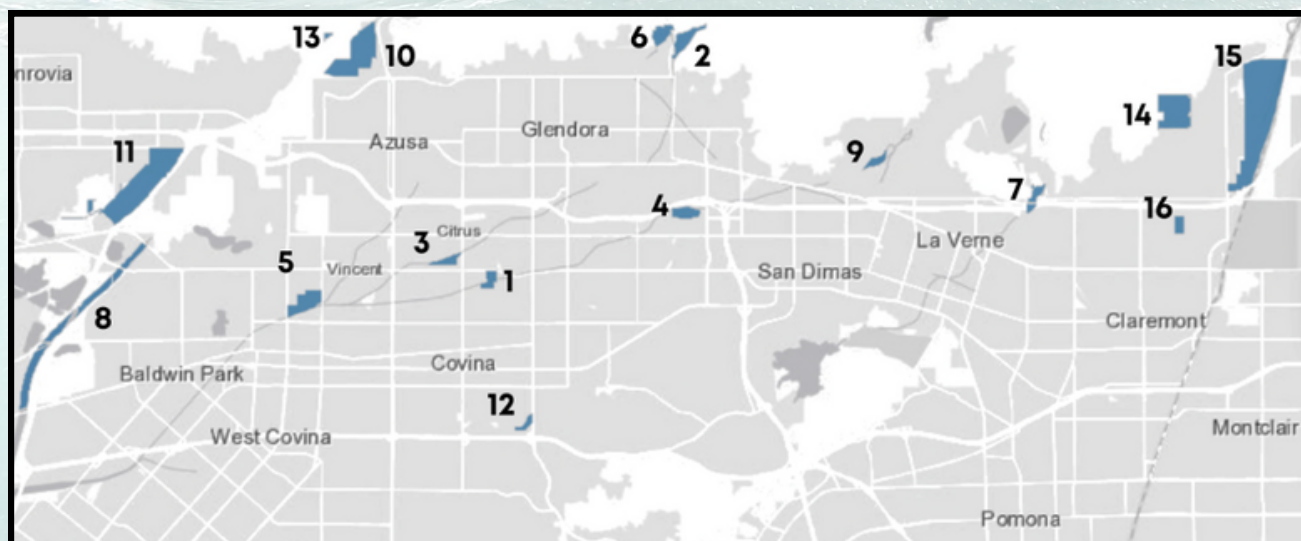 13
10
6
2
15
nrovia
14
Glendora
Azusa
11
9
7
4
16
Citrus
3
La Verne
5
Vincent
1
San Dimas
8
Claremont
Covina
Baldwin Park
12
West Covina
Montclair
Pomona